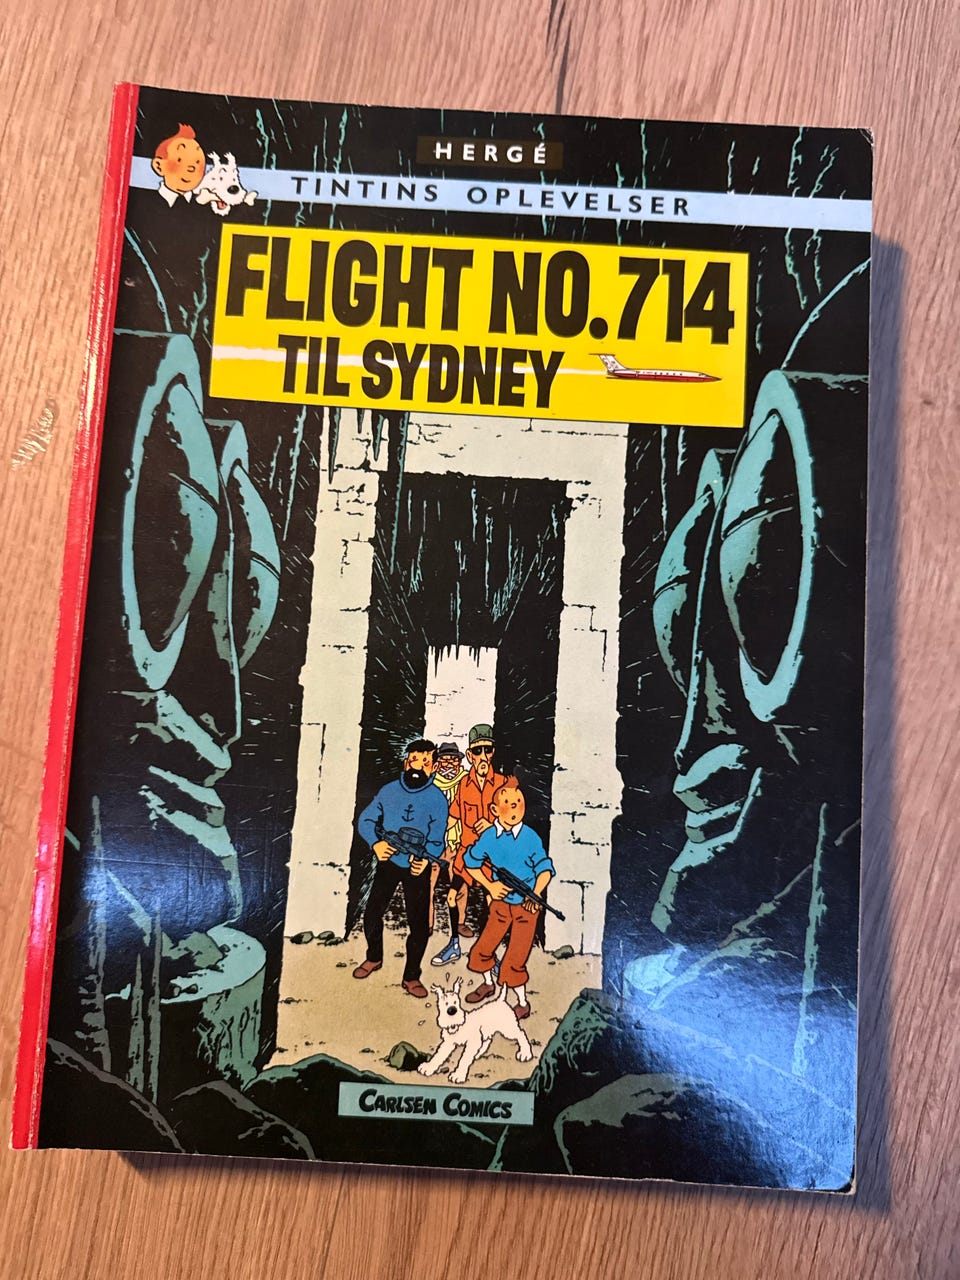 HERGÉ
TINTINS OPLEVELSER
FLIGHT NO. 714
TIL SYDNEY
CARLSEN COMICS